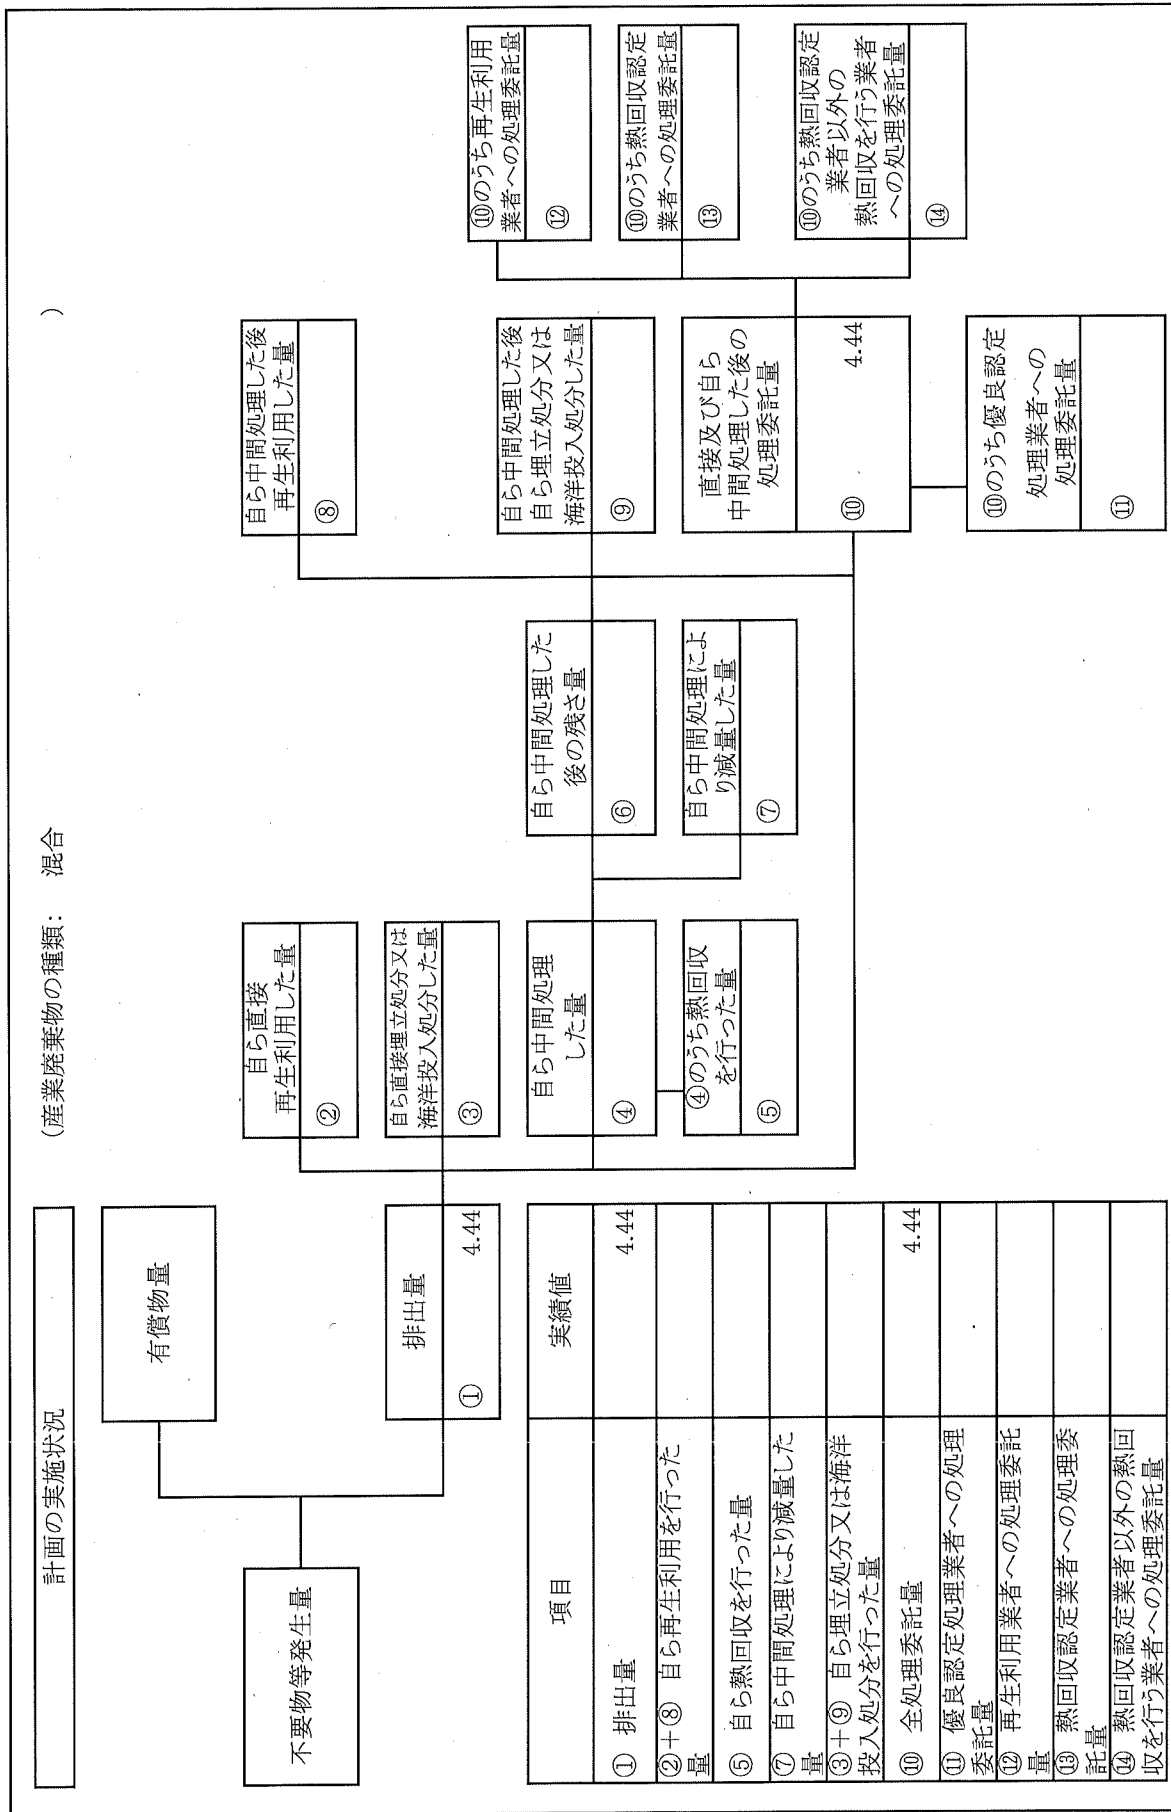 計画の実施状況
(産業廃棄物の種類： 混合 )
不要物等発生量
有償物量
排出量
① 4.44
自ら直接
再生利用した量
②
自ら直接埋立処分又は
海洋投入処分した量
③
自ら中間処理
した量
④
④のうち熱回収
を行った量
⑤
自ら中間処理した
後の残さ量
⑥
自ら中間処理によ
り減量した量
⑦
自ら中間処理した後
再生利用した量
⑧
自ら中間処理した後
自ら埋立処分又は
海洋投入処分した量
⑨
直接及び自ら
中間処理した後の
処理委託量
⑩ 4.44
⑩のうち優良認定
処理業者への
処理委託量
⑪
⑩のうち再生利用
業者への処理委託量
⑫
⑩のうち熱回収認定
業者への処理委託量
⑬
⑩のうち熱回収認定
業者以外の
熱回収を行う業者
への処理委託量
⑭
項目 実績値
① 排出量 4.44
②＋⑧ 自ら再生利用を行った
量
⑤ 自ら熱回収を行った量
⑦ 自ら中間処理により減量した
量
③＋⑨ 自ら埋立処分又は海洋
投入処分を行った量
⑩ 全処理委託量 4.44
⑪ 優良認定処理業者への処理
委託量
⑫ 再生利用業者への処理委託
量
⑬ 熱回収認定業者への処理委
託量
⑭ 熱回収認定業者以外の熱回
収を行う業者への処理委託量